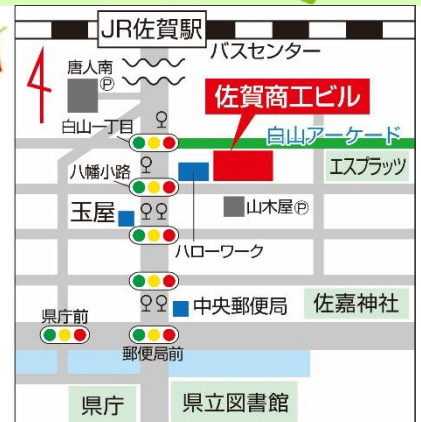 JR佐賀駅
バスセンター
唐人南
Ⓟ
佐賀商工ビル
白山一丁目
白山アーケード
八幡小路
エスプラッツ
玉屋
山木屋Ⓟ
ハローワーク
中央郵便局
佐嘉神社
県庁前
郵便局前
県庁
県立図書館